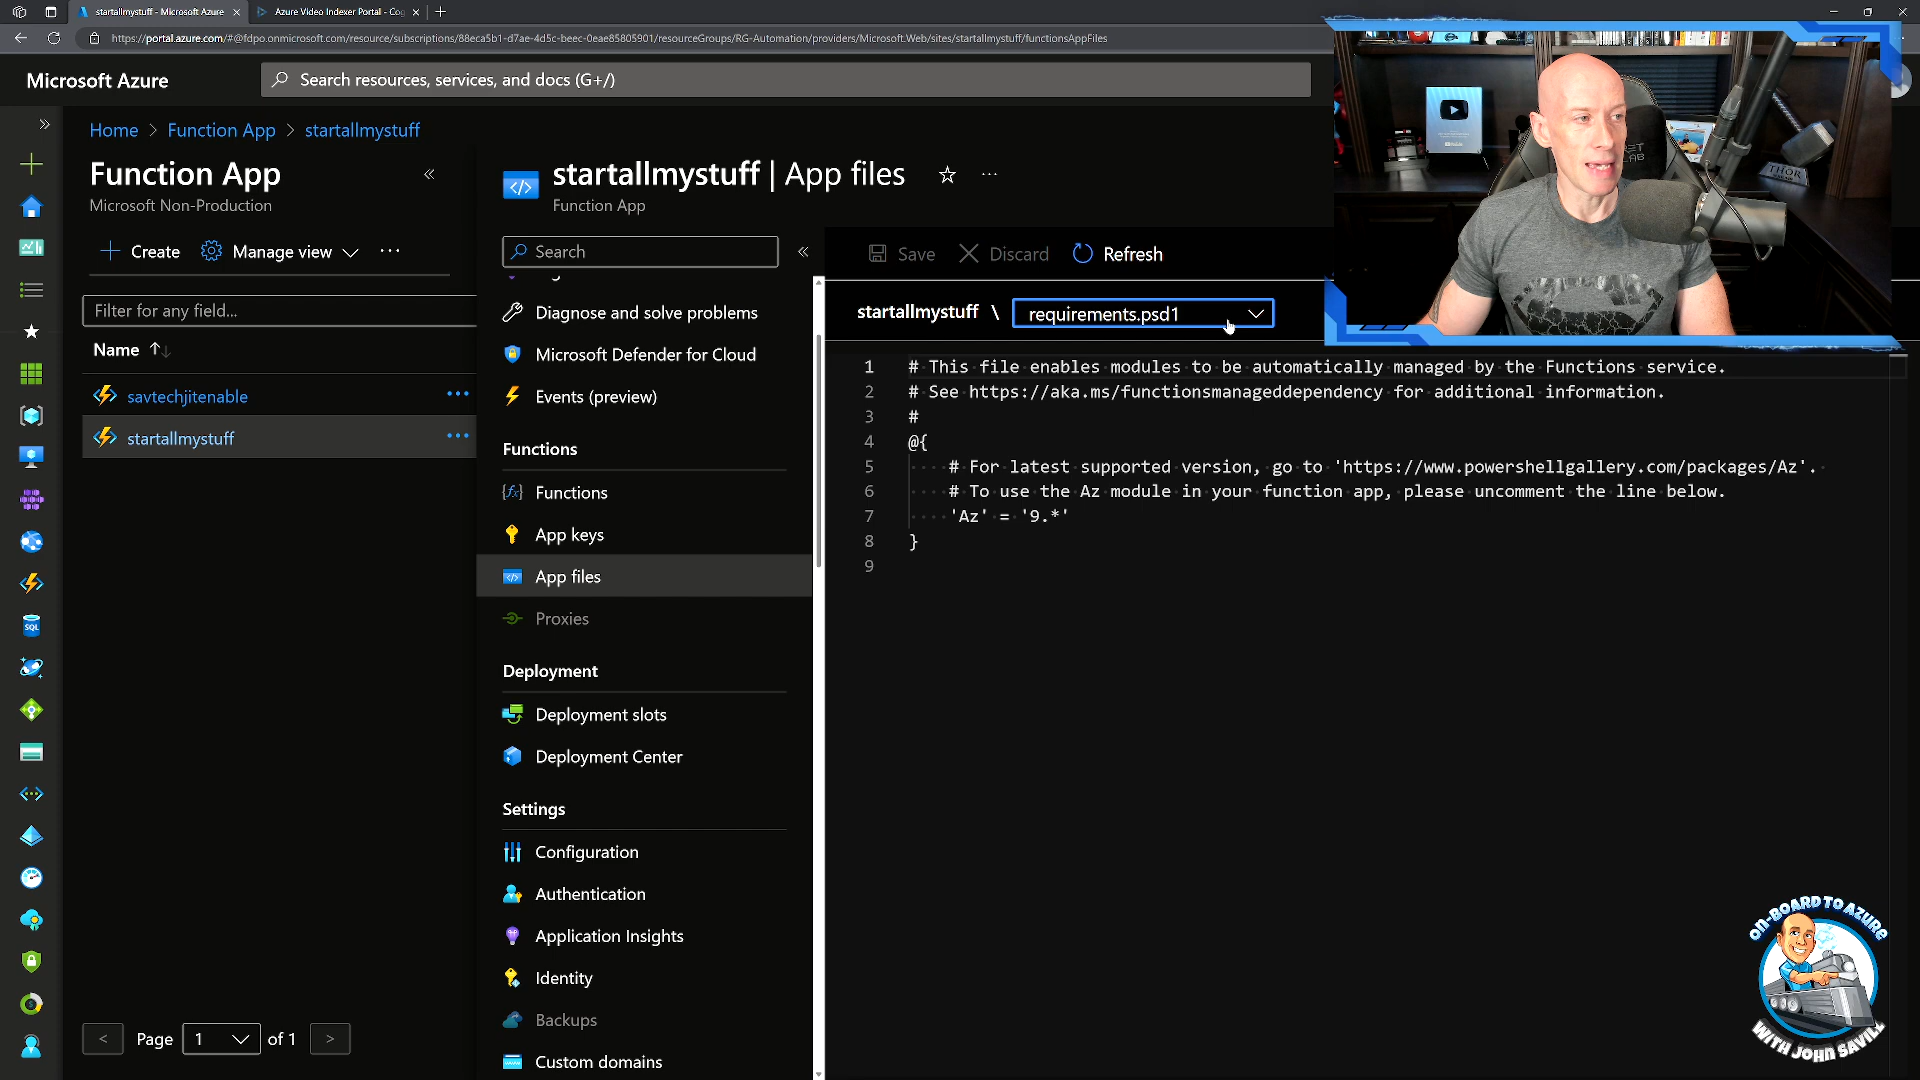 startallmystuff - Microsoft Azure
Azure Video Indexer Portal - Cog
https://portal.azure.com/#@fdpo.onmicrosoft.com/resource/subscriptions/88eca5b1-d7ae-4d5c-beec-0eae85805901/resourceGroups/RG-Automation/providers/Microsoft.Web/sites/startallmystuff/functionsAppFiles
Microsoft Azure
Search resources, services, and docs (G+/)
Home > Function App > startallmystuff
Function App
Microsoft Non-Production
Create
Manage view
Filter for any field...
Name
savtechjitenable
startallmystuff
Page 1 of 1
startallmystuff | App files
Function App
Search
Diagnose and solve problems
Microsoft Defender for Cloud
Events (preview)
Functions
Functions
App keys
App files
Proxies
Deployment
Deployment slots
Deployment Center
Settings
Configuration
Authentication
Application Insights
Identity
Backups
Custom domains
Save
Discard
Refresh
startallmystuff \ requirements.psd1
1 # This file enables modules to be automatically managed by the Functions service.
2 # See https://aka.ms/functionsmanageddependency for additional information.
3 #
4 @{
5 # For latest supported version, go to 'https://www.powershellgallery.com/packages/Az'.
6 # To use the Az module in your function app, please uncomment the line below.
7 'Az' = '9.*'
8 }
9
THOR
ON-BOARD TO AZURE
WITH JOHN SAVILL